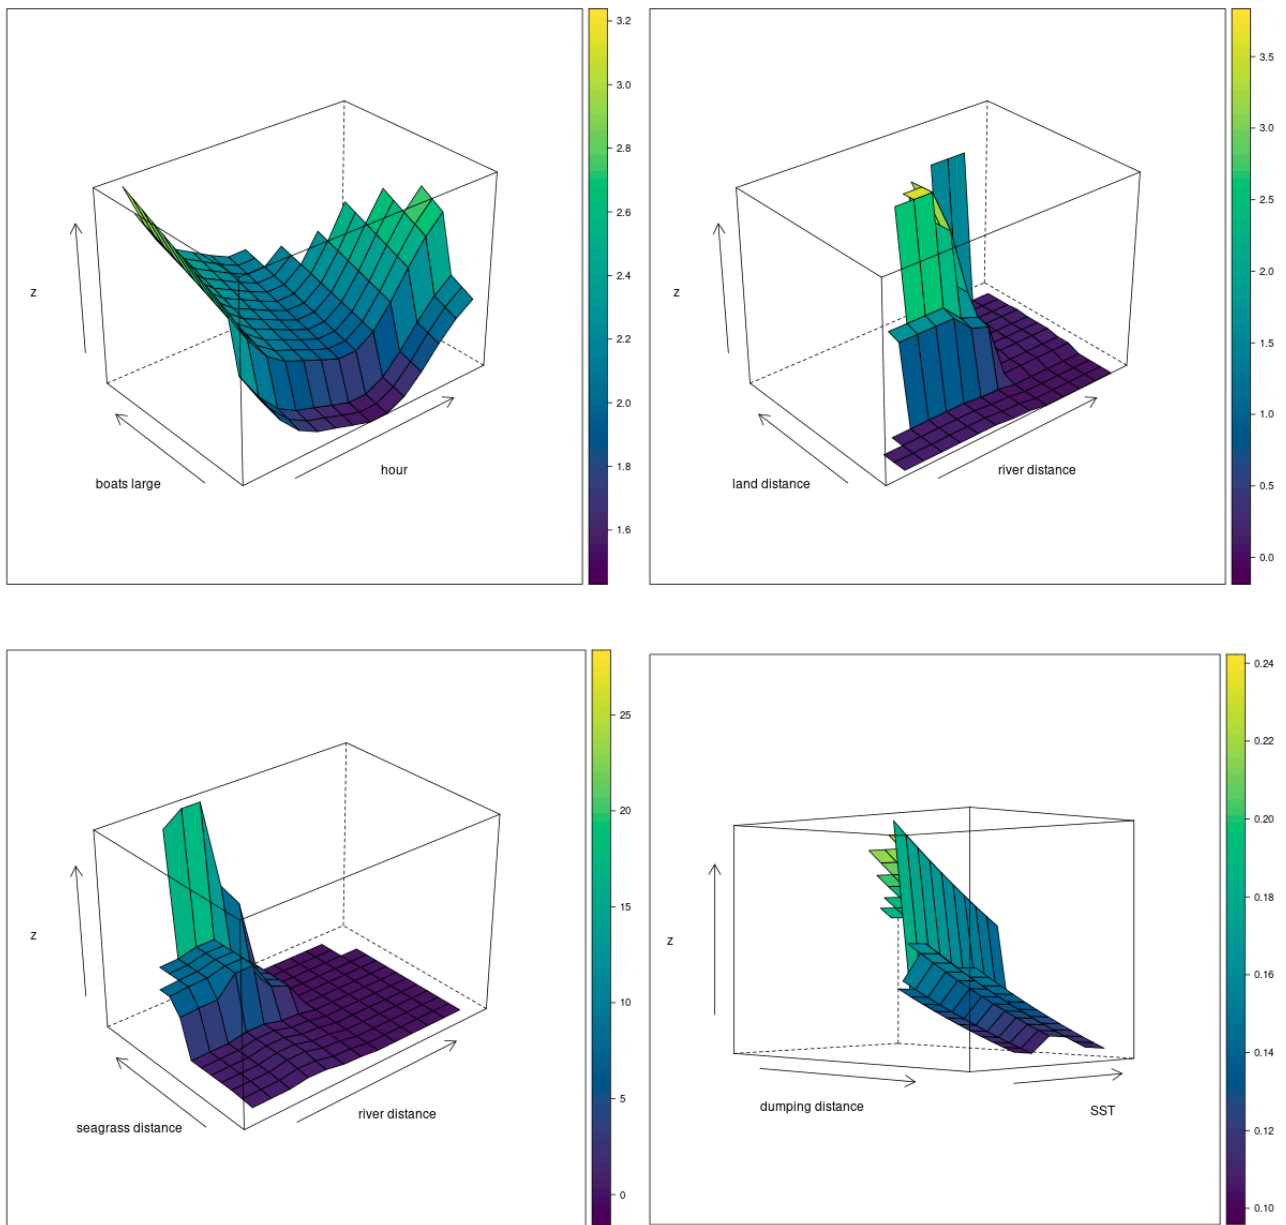 3.2
3.0
2.8
2.6
2.4
2.2
2.0
1.8
1.6
z
boats large
hour
3.5
3.0
2.5
2.0
1.5
1.0
0.5
0.0
z
land distance
river distance
25
20
15
10
5
0
z
seagrass distance
river distance
0.24
0.22
0.20
0.18
0.16
0.14
0.12
0.10
z
dumping distance
SST